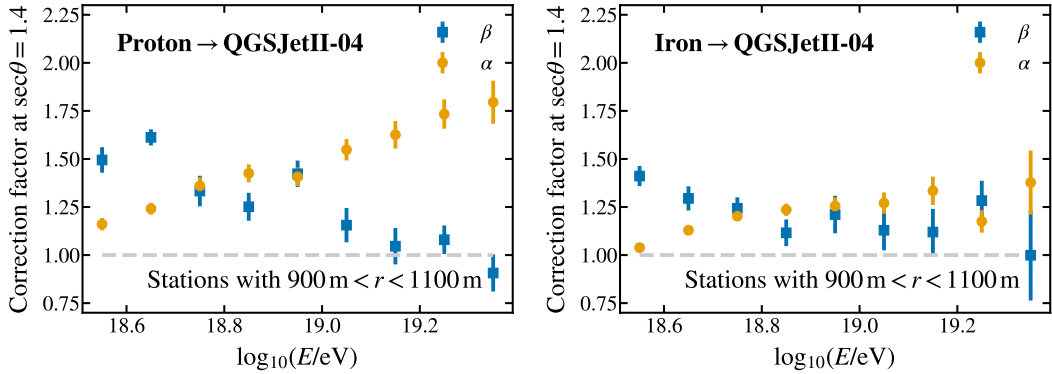 Correction factor at secθ = 1.4
2.25
2.00
1.75
1.50
1.25
1.00
0.75
Proton → QGSJetII-04
β
α
Stations with 900 m < r < 1100 m
18.6
18.8
19.0
19.2
log₁₀(E/eV)
Correction factor at secθ = 1.4
2.25
2.00
1.75
1.50
1.25
1.00
0.75
Iron → QGSJetII-04
β
α
Stations with 900 m < r < 1100 m
18.6
18.8
19.0
19.2
log₁₀(E/eV)